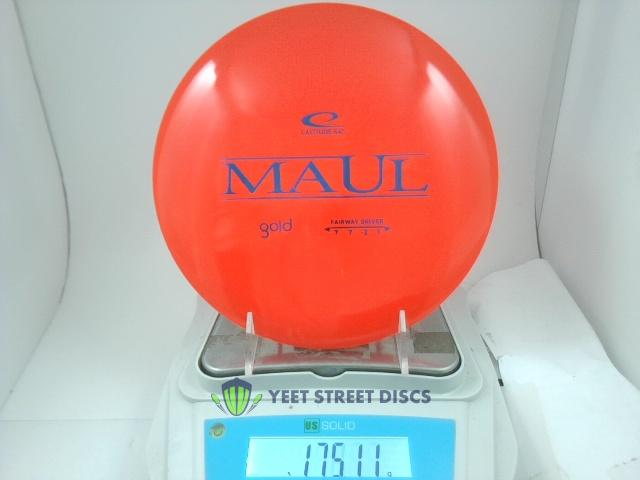 LATITUDE 64°
MAUL
gold
FAIRWAY DRIVER
7 7 -2 1
YEET STREET DISCS
US SOLID
175.11 g